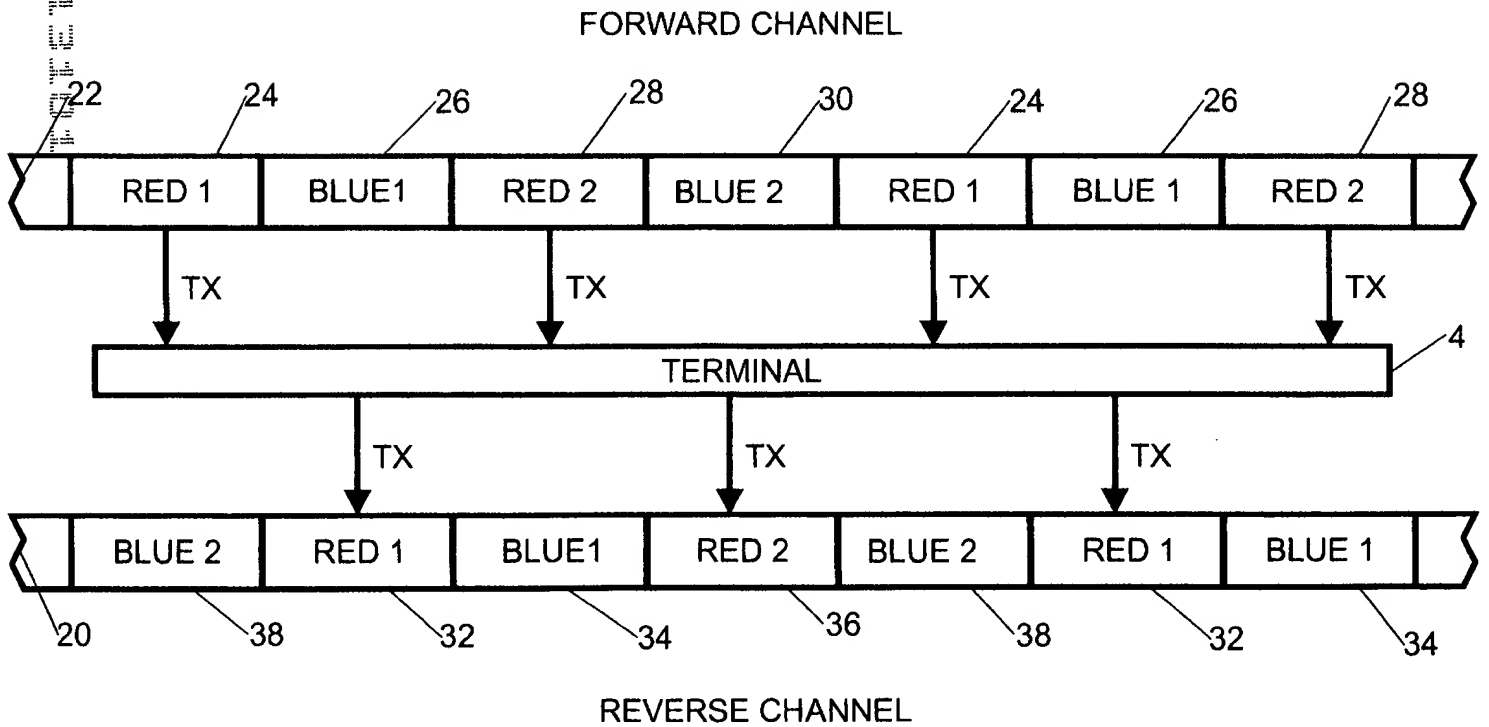 FORWARD CHANNEL
22 24 26 28 30 24 26 28
RED 1 BLUE1 RED 2 BLUE 2 RED 1 BLUE 1 RED 2
TX TX TX TX
4
TERMINAL
TX TX TX
BLUE 2 RED 1 BLUE1 RED 2 BLUE 2 RED 1 BLUE 1
20 38 32 34 36 38 32 34
REVERSE CHANNEL